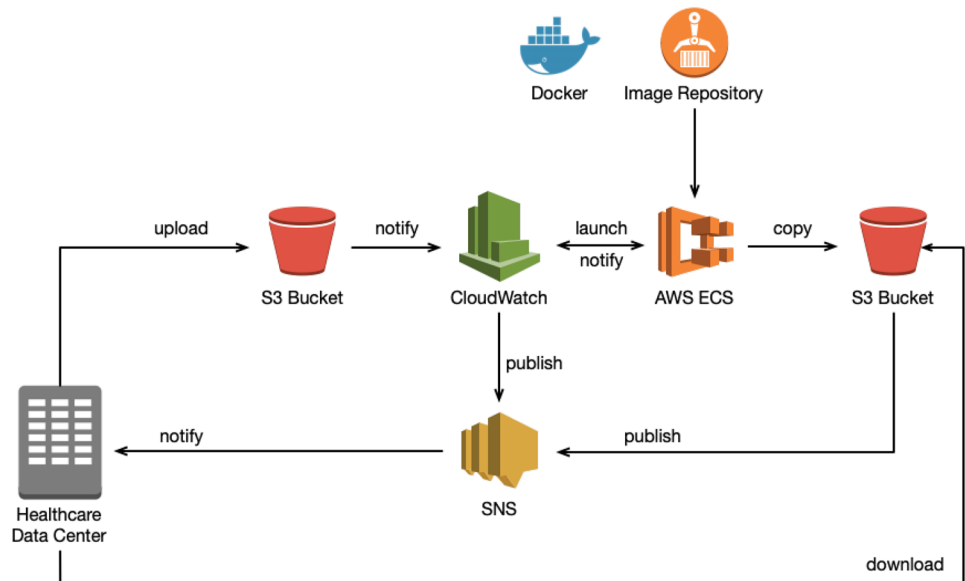 Docker
Image Repository
upload
notify
launch
notify
copy
S3 Bucket
CloudWatch
AWS ECS
S3 Bucket
publish
notify
publish
SNS
Healthcare
Data Center
download